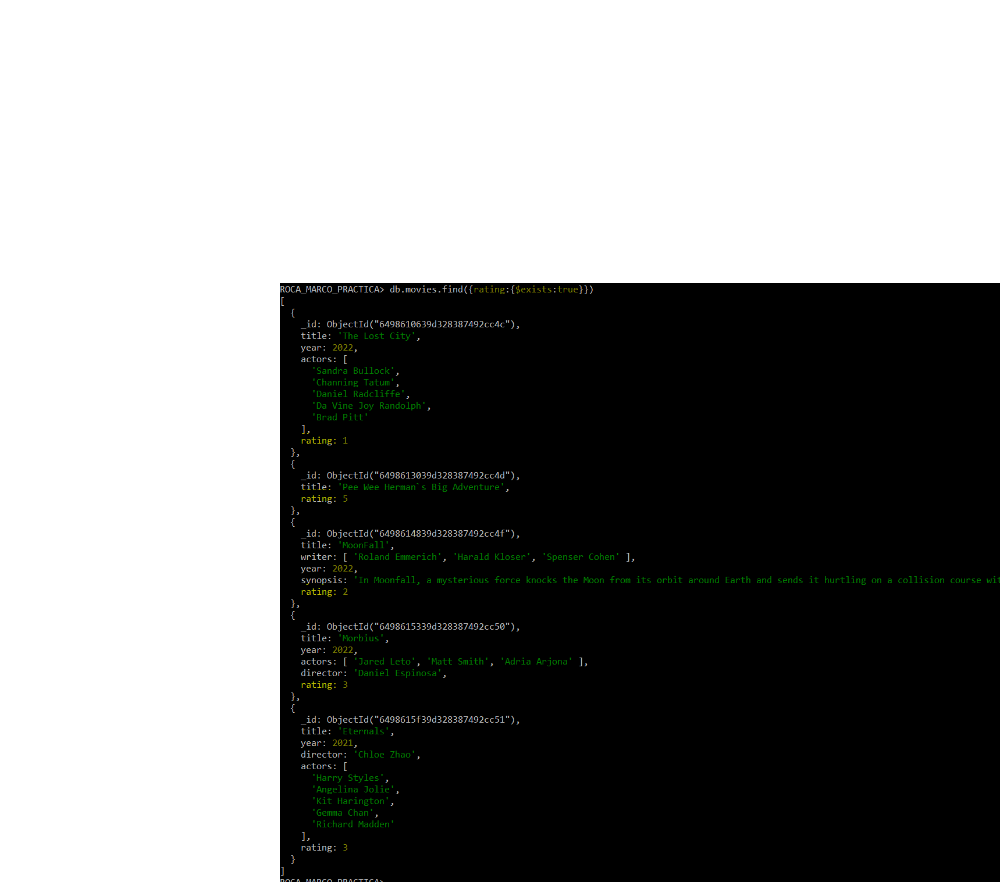 ROCA_MARCO_PRACTICA> db.movies.find({rating:{$exists:true}})
[
  {
    _id: ObjectId("6498610639d328387492cc4c"),
    title: 'The Lost City',
    year: 2022,
    actors: [
      'Sandra Bullock',
      'Channing Tatum',
      'Daniel Radcliffe',
      'Da Vine Joy Randolph',
      'Brad Pitt'
    ],
    rating: 1
  },
  {
    _id: ObjectId("6498613039d328387492cc4d"),
    title: 'Pee Wee Herman`s Big Adventure',
    rating: 5
  },
  {
    _id: ObjectId("6498614839d328387492cc4f"),
    title: 'MoonFall',
    writer: [ 'Roland Emmerich', 'Harald Kloser', 'Spenser Cohen' ],
    year: 2022,
    synopsis: 'In Moonfall, a mysterious force knocks the Moon from its orbit around Earth and sends it hurtling on a collision course wit
    rating: 2
  },
  {
    _id: ObjectId("6498615339d328387492cc50"),
    title: 'Morbius',
    year: 2022,
    actors: [ 'Jared Leto', 'Matt Smith', 'Adria Arjona' ],
    director: 'Daniel Espinosa',
    rating: 3
  },
  {
    _id: ObjectId("6498615f39d328387492cc51"),
    title: 'Eternals',
    year: 2021,
    director: 'Chloe Zhao',
    actors: [
      'Harry Styles',
      'Angelina Jolie',
      'Kit Harington',
      'Gemma Chan',
      'Richard Madden'
    ],
    rating: 3
  }
]
ROCA_MARCO_PRACTICA>